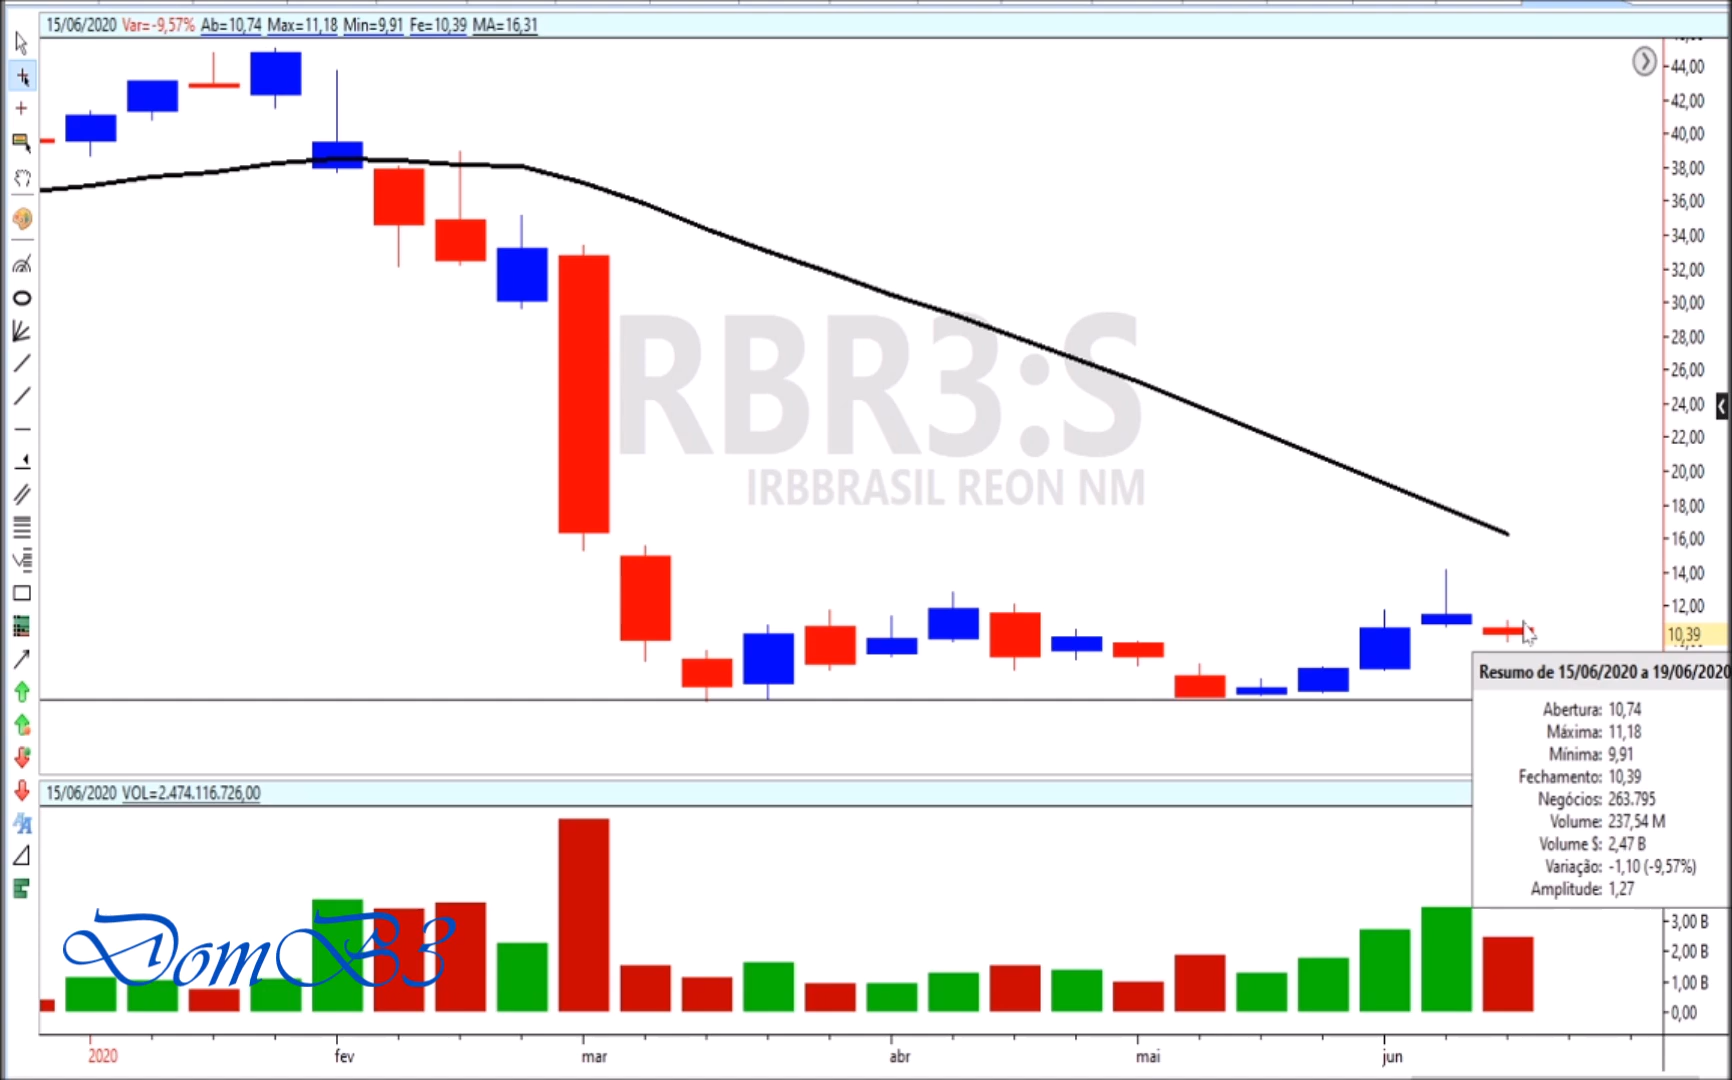 15/06/2020 Var=-9,57% Ab=10,74 Max=11,18 Min=9,91 Fe=10,39 MA=16,31
44,00
42,00
40,00
38,00
36,00
34,00
32,00
30,00
28,00
26,00
24,00
22,00
20,00
18,00
16,00
14,00
12,00
10,39
RBR3:S
IRBBRASIL REON NM
Resumo de 15/06/2020 a 19/06/2020
Abertura: 10,74
Máxima: 11,18
Mínima: 9,91
Fechamento: 10,39
Negócios: 263.795
Volume: 237,54 M
Volume $: 2,47 B
Variação: -1,10 (-9,57%)
Amplitude: 1,27
15/06/2020 VOL=2.474.116.726,00
3,00 B
2,00 B
1,00 B
0,00
DomB3
2020 fev mar abr mai jun